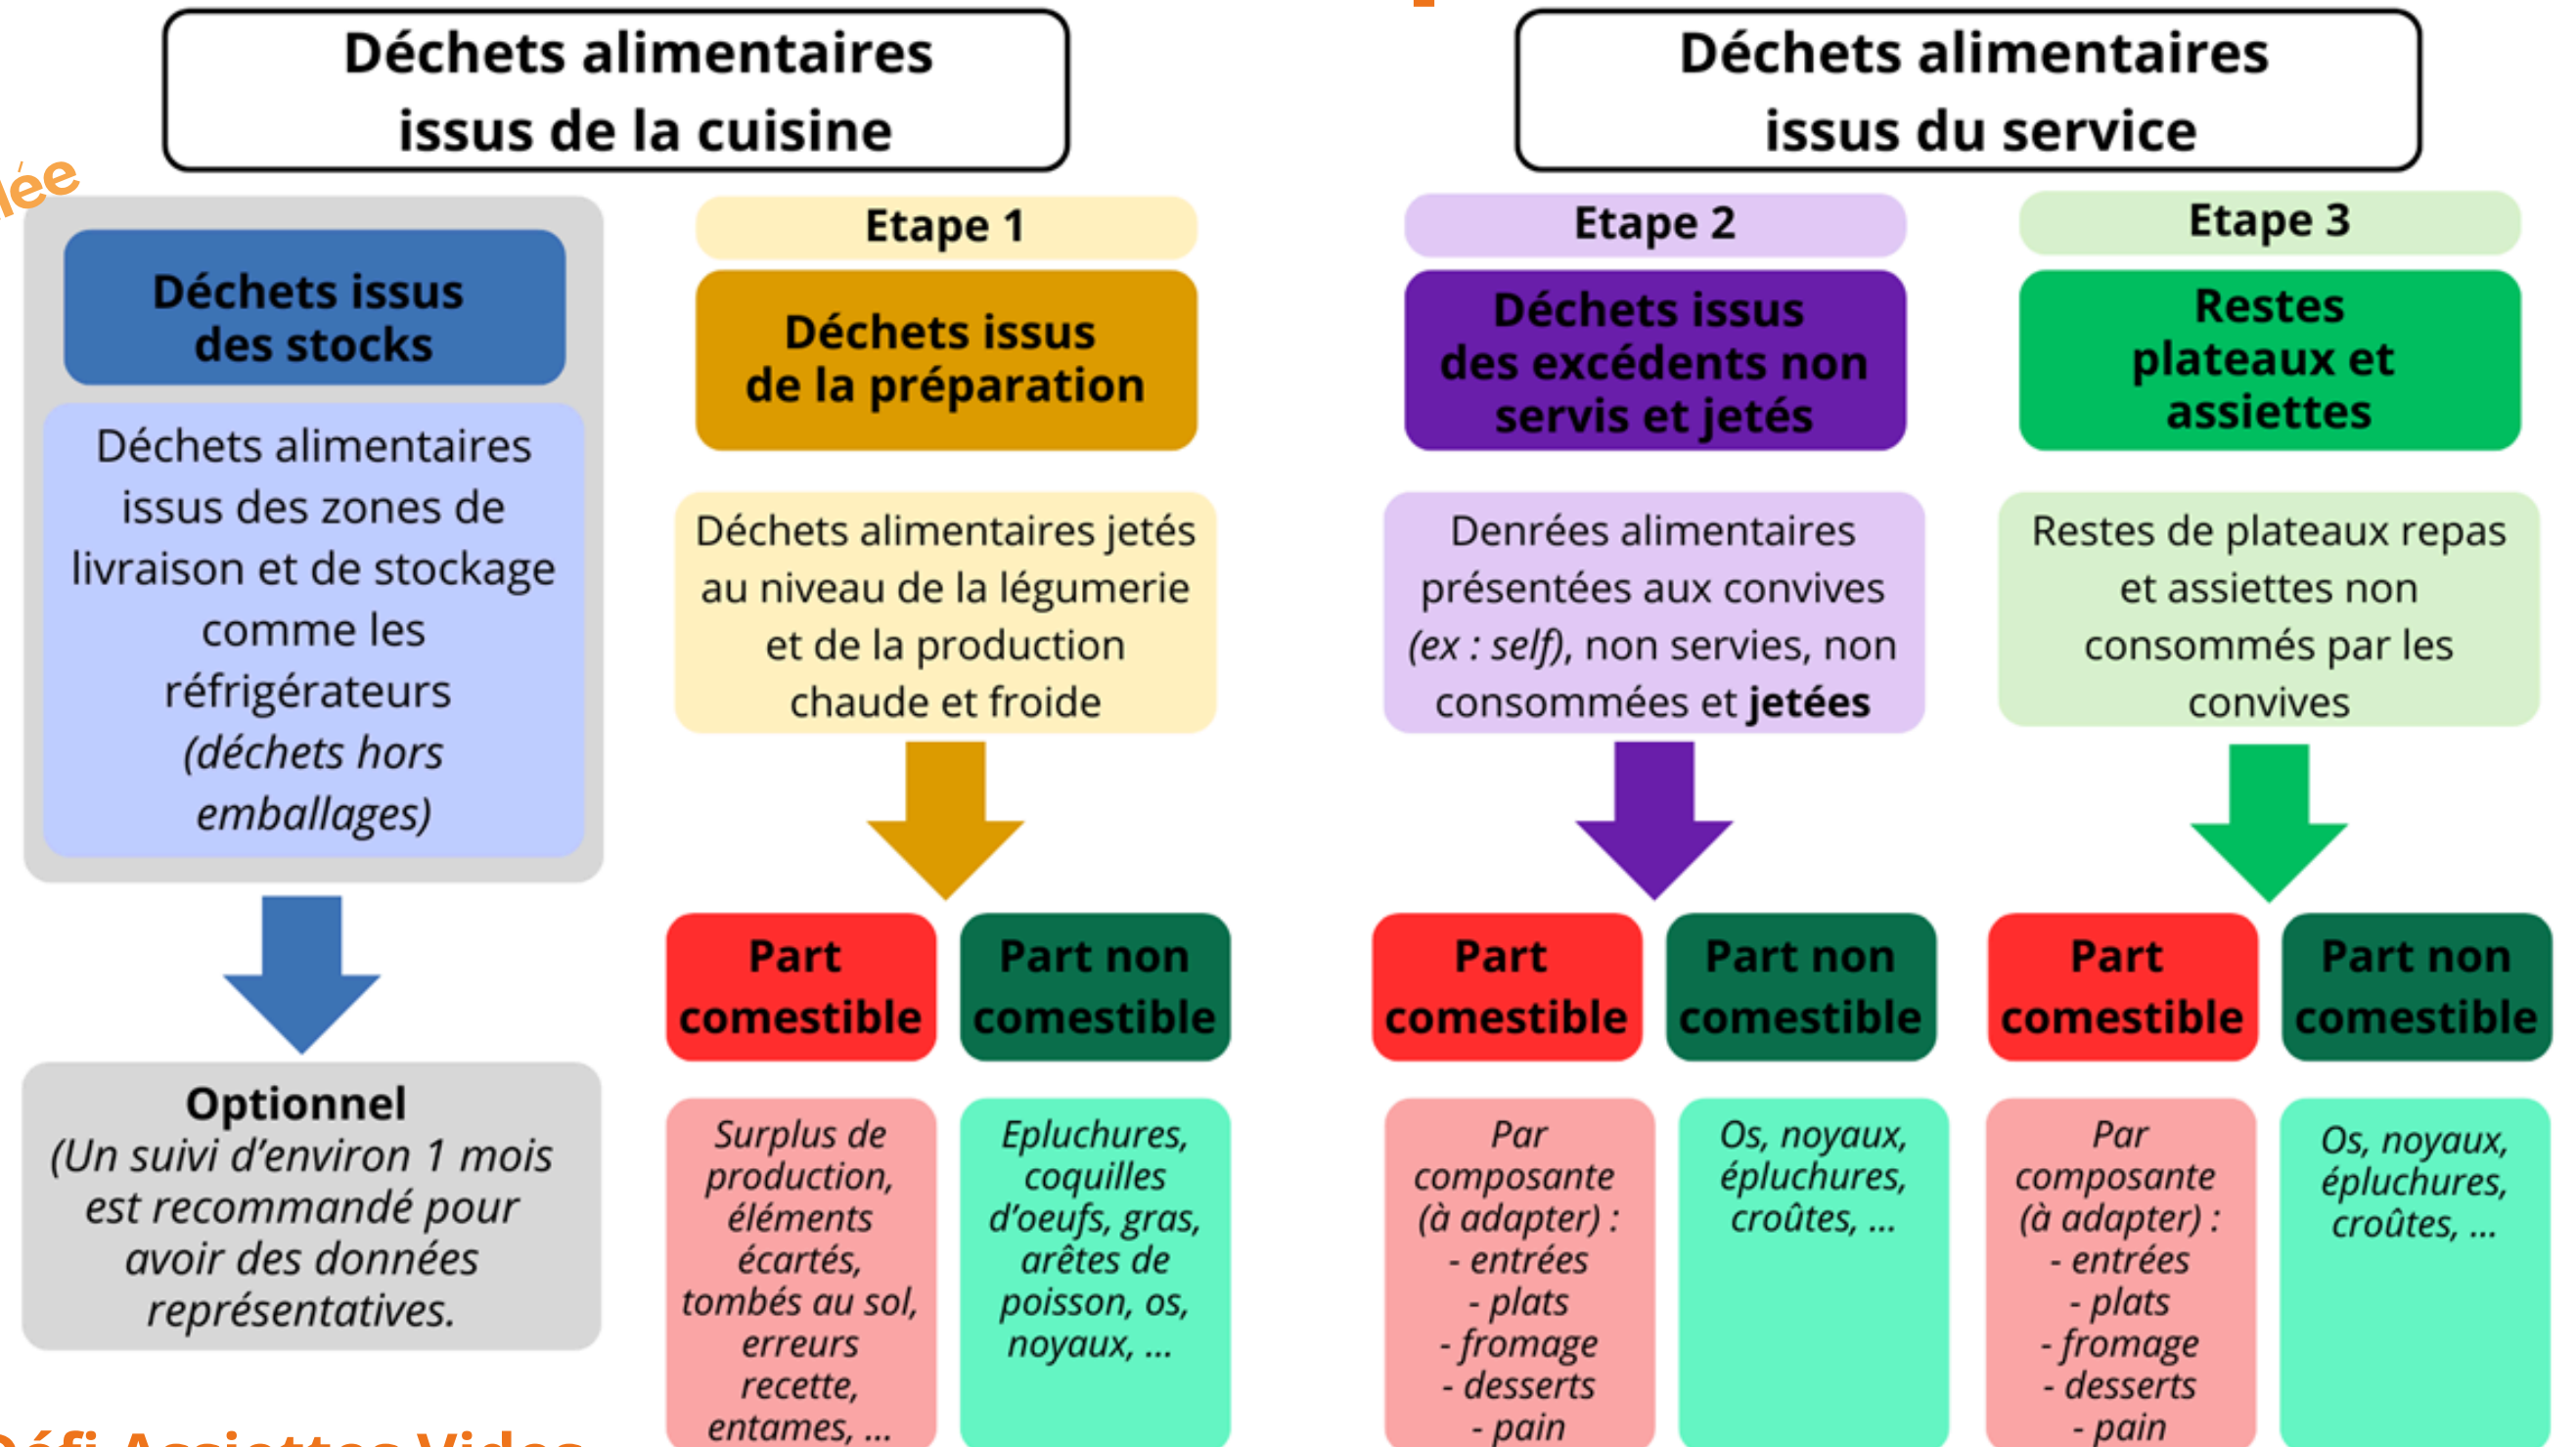 Déchets alimentaires
issus de la cuisine
Déchets issus
des stocks
Déchets alimentaires
issus des zones de
livraison et de stockage
comme les
réfrigérateurs
(déchets hors
emballages)
Optionnel
(Un suivi d’environ 1 mois
est recommandé pour
avoir des données
représentatives.
Etape 1
Déchets issus
de la préparation
Déchets alimentaires jetés
au niveau de la légumerie
et de la production
chaude et froide
Part
comestible
Surplus de
production,
éléments
écartés,
tombés au sol,
erreurs
recette,
entames, ...
Part non
comestible
Epluchures,
coquilles
d’oeufs, gras,
arêtes de
poisson, os,
noyaux, ...
Déchets alimentaires
issus du service
Etape 2
Déchets issus
des excédents non
servis et jetés
Denrées alimentaires
présentées aux convives
(ex : self), non servies, non
consommées et jetées
Part
comestible
Par
composante
(à adapter) :
- entrées
- plats
- fromage
- desserts
- pain
Part non
comestible
Os, noyaux,
épluchures,
croûtes, ...
Etape 3
Restes
plateaux et
assiettes
Restes de plateaux repas
et assiettes non
consommés par les
convives
Part
comestible
Par
composante
(à adapter) :
- entrées
- plats
- fromage
- desserts
- pain
Part non
comestible
Os, noyaux,
épluchures,
croûtes, ...
Défi Assiettes Vides